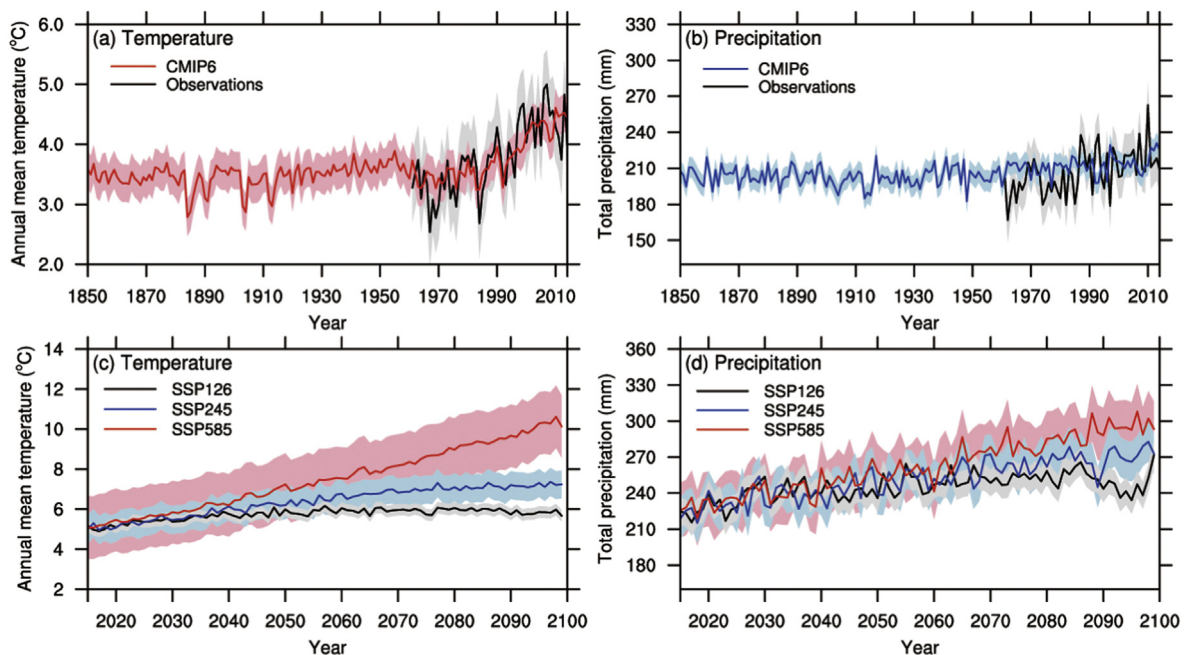 (a) Temperature
CMIP6
Observations
Annual mean temperature (°C)
6.0
5.0
4.0
3.0
2.0
1850 1870 1890 1910 1930 1950 1970 1990 2010
Year
(b) Precipitation
CMIP6
Observations
Total precipitation (mm)
330
300
270
240
210
180
150
1850 1870 1890 1910 1930 1950 1970 1990 2010
Year
(c) Temperature
SSP126
SSP245
SSP585
Annual mean temperature (°C)
14
12
10
8
6
4
2
2020 2030 2040 2050 2060 2070 2080 2090 2100
Year
(d) Precipitation
SSP126
SSP245
SSP585
Total precipitation (mm)
360
330
300
270
240
210
180
2020 2030 2040 2050 2060 2070 2080 2090 2100
Year